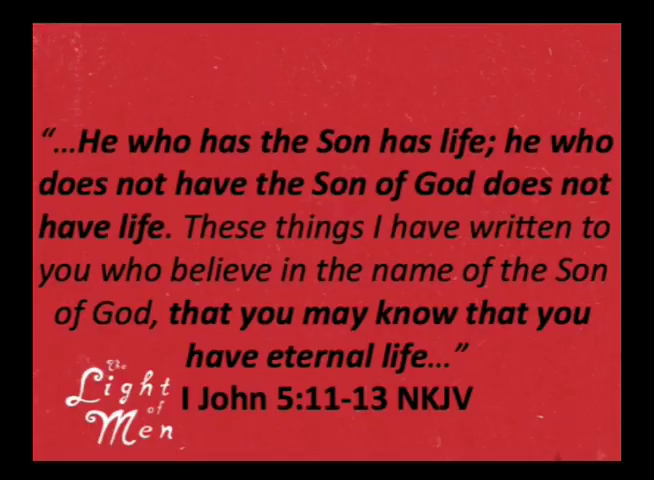 “...He who has the Son has life; he who
does not have the Son of God does not
have life. These things I have written to
you who believe in the name of the Son
of God, that you may know that you
have eternal life...”
I John 5:11-13 NKJV
The
Light
of
Men